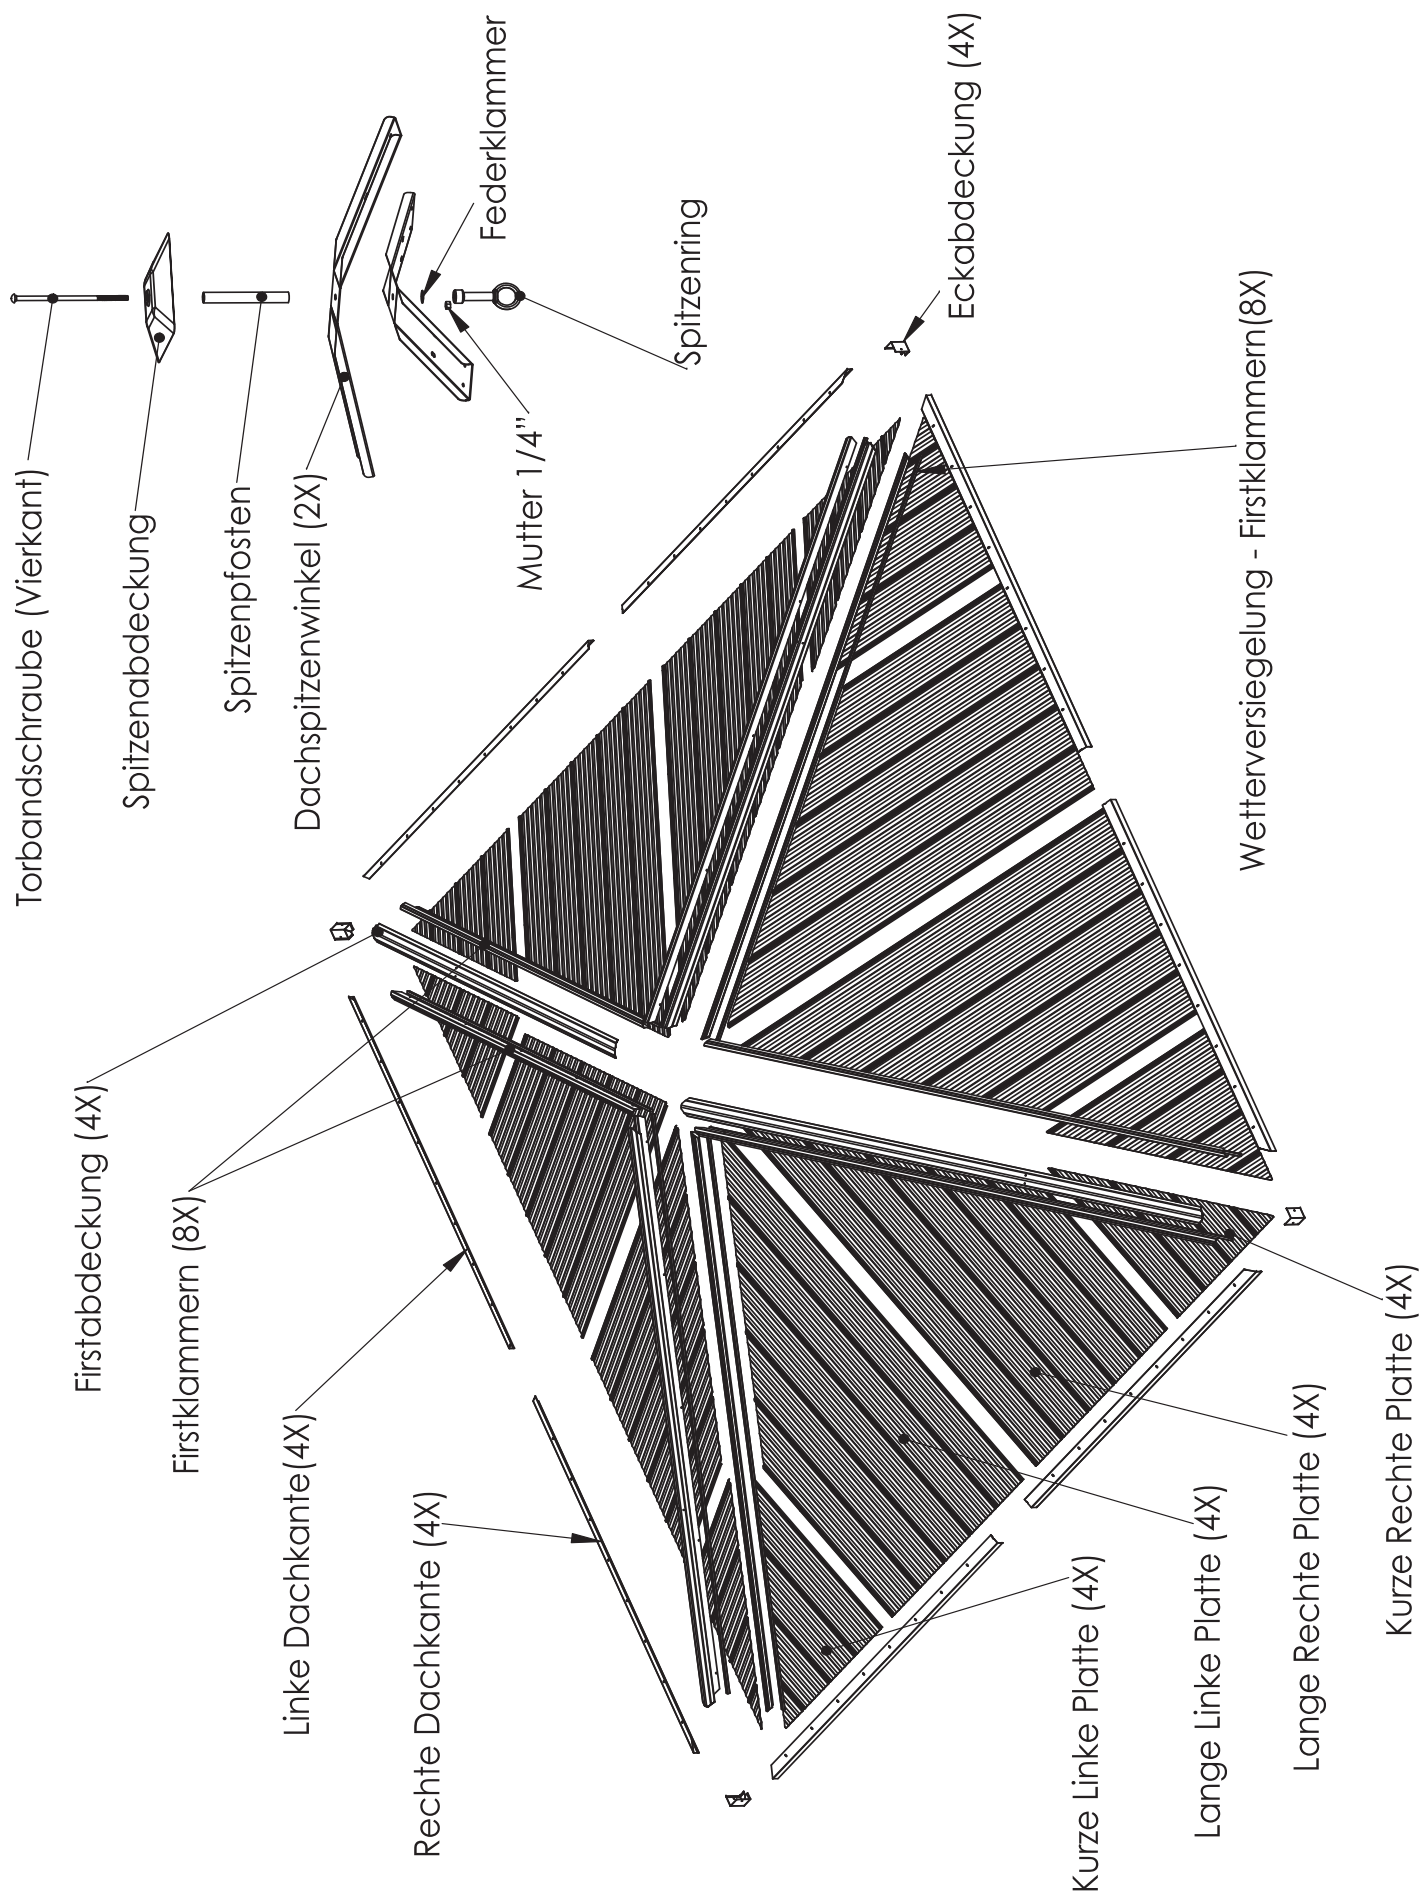 Torbandschraube (Vierkant)
Spitzenabdeckung
Spitzenpfosten
Dachspitzenwinkel (2X)
Mutter 1/4”
Federklammer
Spitzenring
Eckabdeckung (4X)
Wetterversiegelung - Firstklammern(8X)
Firstabdeckung (4X)
Firstklammern (8X)
Linke Dachkante(4X)
Rechte Dachkante (4X)
Kurze Linke Platte (4X)
Lange Linke Platte (4X)
Lange Rechte Platte (4X)
Kurze Rechte Platte (4X)